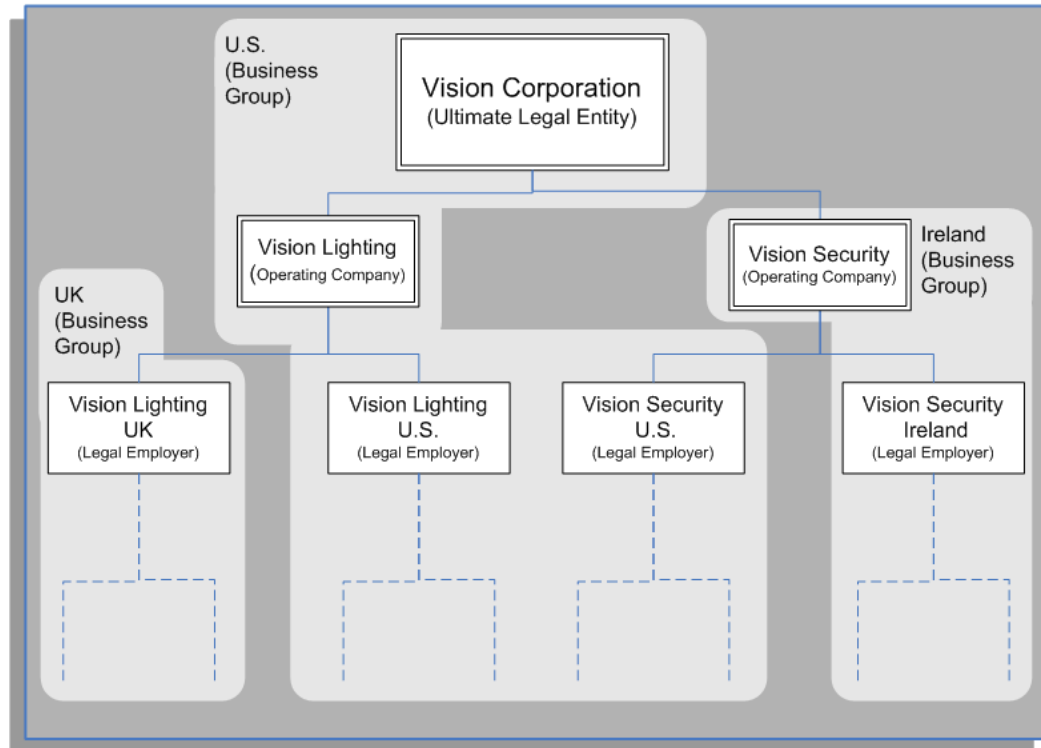 U.S.
(Business
Group)
Vision Corporation
(Ultimate Legal Entity)
Vision Lighting
(Operating Company)
Vision Security
(Operating Company)
Ireland
(Business
Group)
UK
(Business
Group)
Vision Lighting
UK
(Legal Employer)
Vision Lighting
U.S.
(Legal Employer)
Vision Security
U.S.
(Legal Employer)
Vision Security
Ireland
(Legal Employer)